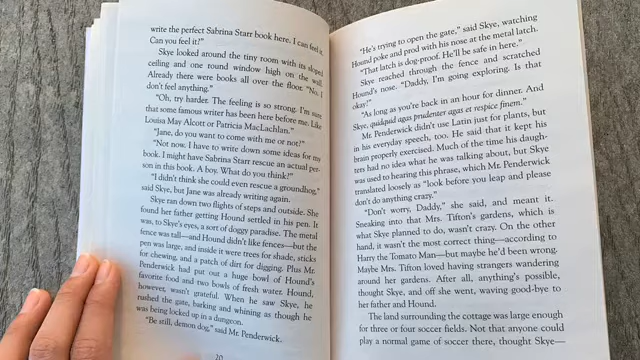 write the perfect Sabrina Starr book here. I can feel it.
Can you feel it?"
Skye looked around the tiny room with its sloped
ceiling and one round window high on the wall.
Already there were books all over the floor. "No. I
don't feel anything."
"Oh, try harder. The feeling is so strong. I'm sure
that some famous writer has been here before me. Like
Louisa May Alcott or Patricia MacLachlan."
"Jane, do you want to come with me or not?"
"Not now. I have to write down some ideas for my
book. I might have Sabrina Starr rescue an actual per-
son in this book. A boy. What do you think?"
"I didn't think she could even rescue a groundhog,"
said Skye, but Jane was already writing again.
Skye ran down two flights of steps and outside. She
found her father getting Hound settled in his pen. It
was, to Skye's eyes, a sort of doggy paradise. The metal
fence was tall—and Hound didn't like fences—but the
pen was large, and inside it were trees for shade, sticks
for chewing, and a patch of dirt for digging. Plus Mr.
Penderwick had put out a huge bowl of Hound's
favorite food and two bowls of fresh water. Hound,
however, wasn't grateful. When he saw Skye, he
rushed the gate, barking and whining as though he
was being locked up in a dungeon.
"Be still, demon dog," said Mr. Penderwick.
20
"He's trying to open the gate," said Skye, watching
Hound poke and prod with his nose at the metal latch.
"That latch is dog-proof. He'll be safe in here."
Skye reached through the fence and scratched
Hound's nose. "Daddy, I'm going exploring. Is that
okay?"
"As long as you're back in an hour for dinner. And
Skye, quidquid agas prudenter agas et respice finem."
Mr. Penderwick didn't use Latin just for plants, but
in his everyday speech, too. He said that it kept his
brain properly exercised. Much of the time his daugh-
ters had no idea what he was talking about, but Skye
was used to hearing this phrase, which Mr. Penderwick
translated loosely as "look before you leap and please
don't do anything crazy."
"Don't worry, Daddy," she said, and meant it.
Sneaking into that Mrs. Tifton's gardens, which is
what Skye planned to do, wasn't crazy. On the other
hand, it wasn't the most correct thing—according to
Harry the Tomato Man—but maybe he'd been wrong.
Maybe Mrs. Tifton loved having strangers wandering
around her gardens. After all, anything's possible,
thought Skye, and off she went, waving good-bye to
her father and Hound.
The land surrounding the cottage was large enough
for three or four soccer fields. Not that anyone could
play a normal game of soccer there, thought Skye—